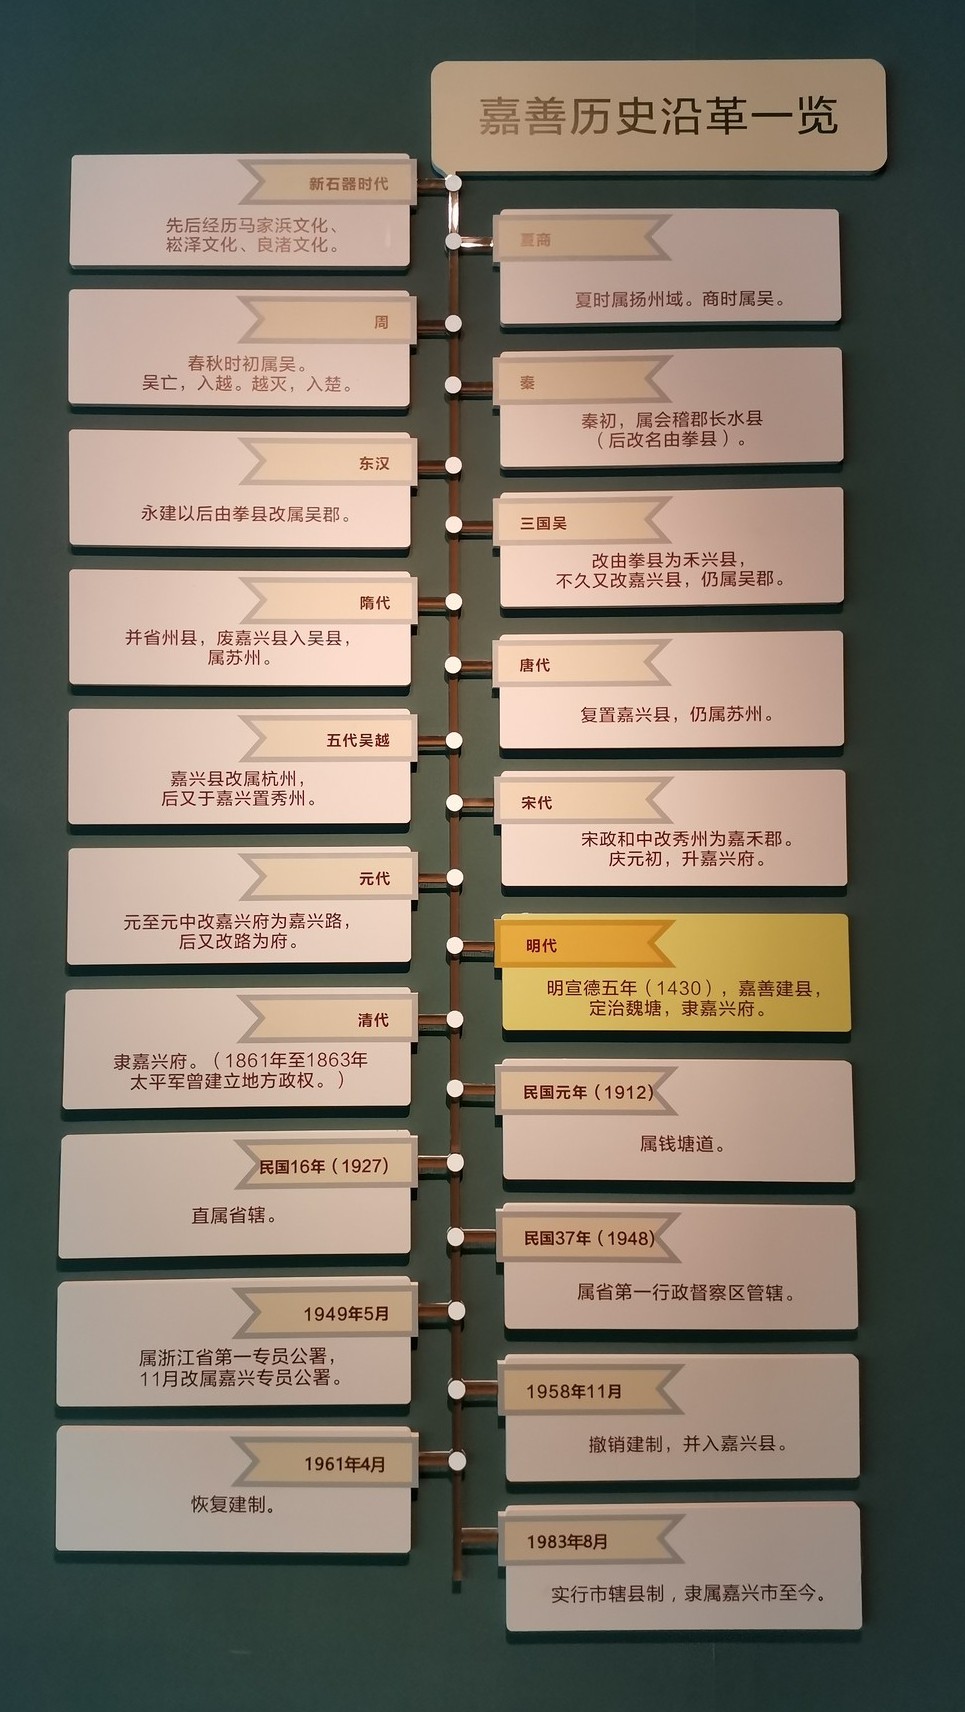 嘉善历史沿革一览
新石器时代
先后经历马家浜文化、
崧泽文化、良渚文化。
夏商
夏时属扬州域。商时属吴。
周
春秋时初属吴。
吴亡，入越。越灭，入楚。
秦
秦初，属会稽郡长水县
（后改名由拳县）。
东汉
永建以后由拳县改属吴郡。
三国吴
改由拳县为禾兴县，
不久又改嘉兴县，仍属吴郡。
隋代
并省州县，废嘉兴县入吴县，
属苏州。
唐代
复置嘉兴县，仍属苏州。
五代吴越
嘉兴县改属杭州，
后又于嘉兴置秀州。
宋代
宋政和中改秀州为嘉禾郡。
庆元初，升嘉兴府。
元代
元至元中改嘉兴府为嘉兴路，
后又改路为府。
明代
明宣德五年（1430），嘉善建县，
定治魏塘，隶嘉兴府。
清代
隶嘉兴府。（1861年至1863年
太平军曾建立地方政权。）
民国元年（1912）
属钱塘道。
民国16年（1927）
直属省辖。
民国37年（1948）
属省第一行政督察区管辖。
1949年5月
属浙江省第一专员公署，
11月改属嘉兴专员公署。
1958年11月
撤销建制，并入嘉兴县。
1961年4月
恢复建制。
1983年8月
实行市辖县制，隶属嘉兴市至今。